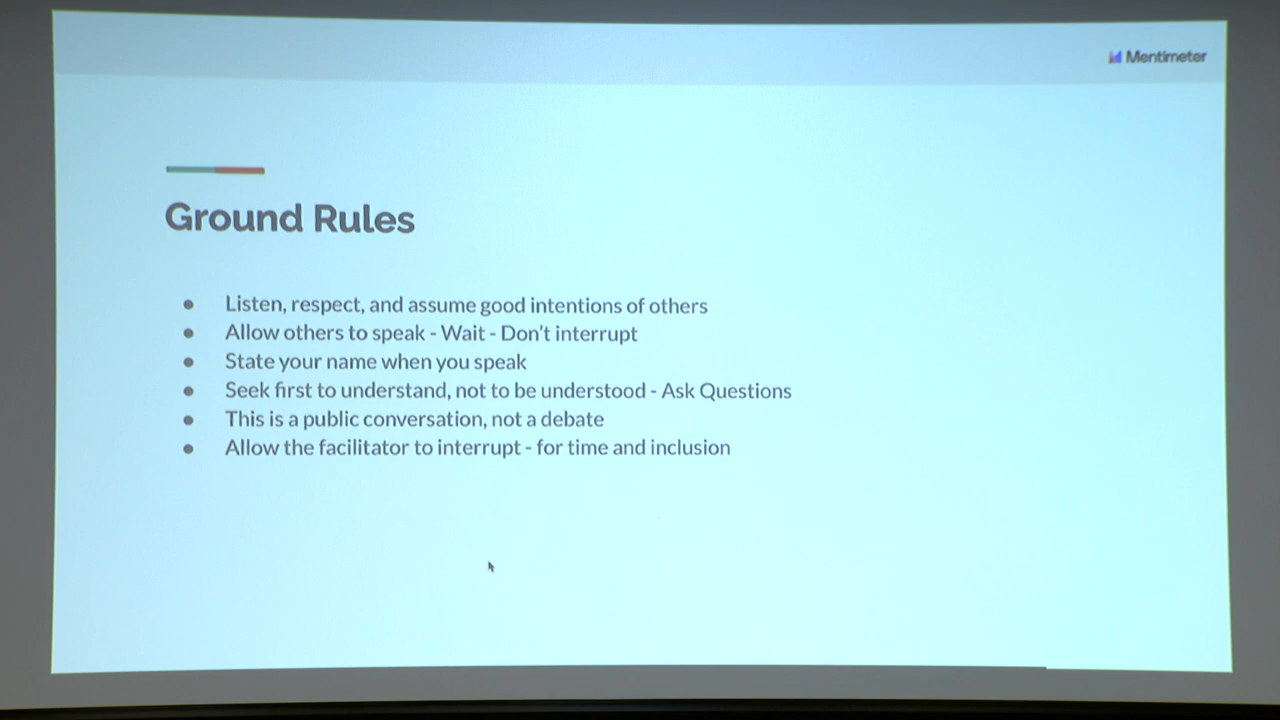 Mentimeter
Ground Rules
● Listen, respect, and assume good intentions of others
● Allow others to speak - Wait - Don't interrupt
● State your name when you speak
● Seek first to understand, not to be understood - Ask Questions
● This is a public conversation, not a debate
● Allow the facilitator to interrupt - for time and inclusion